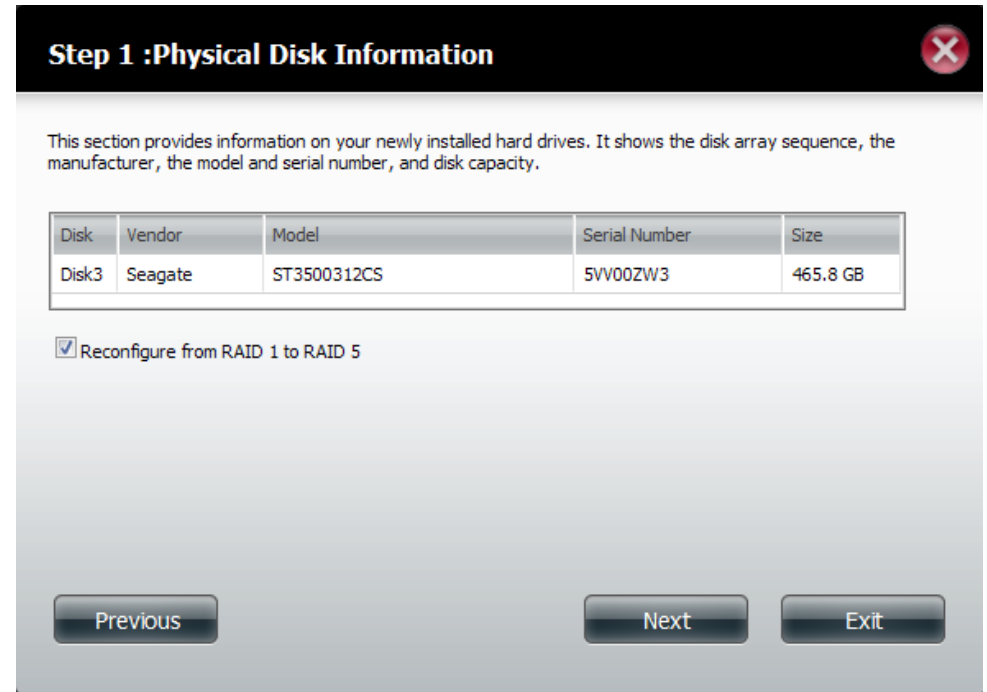 Step 1 :Physical Disk Information
This section provides information on your newly installed hard drives. It shows the disk array sequence, the
manufacturer, the model and serial number, and disk capacity.
Disk Vendor Model Serial Number Size
Disk3 Seagate ST3500312CS 5VV00ZW3 465.8 GB
Reconfigure from RAID 1 to RAID 5
Previous Next Exit